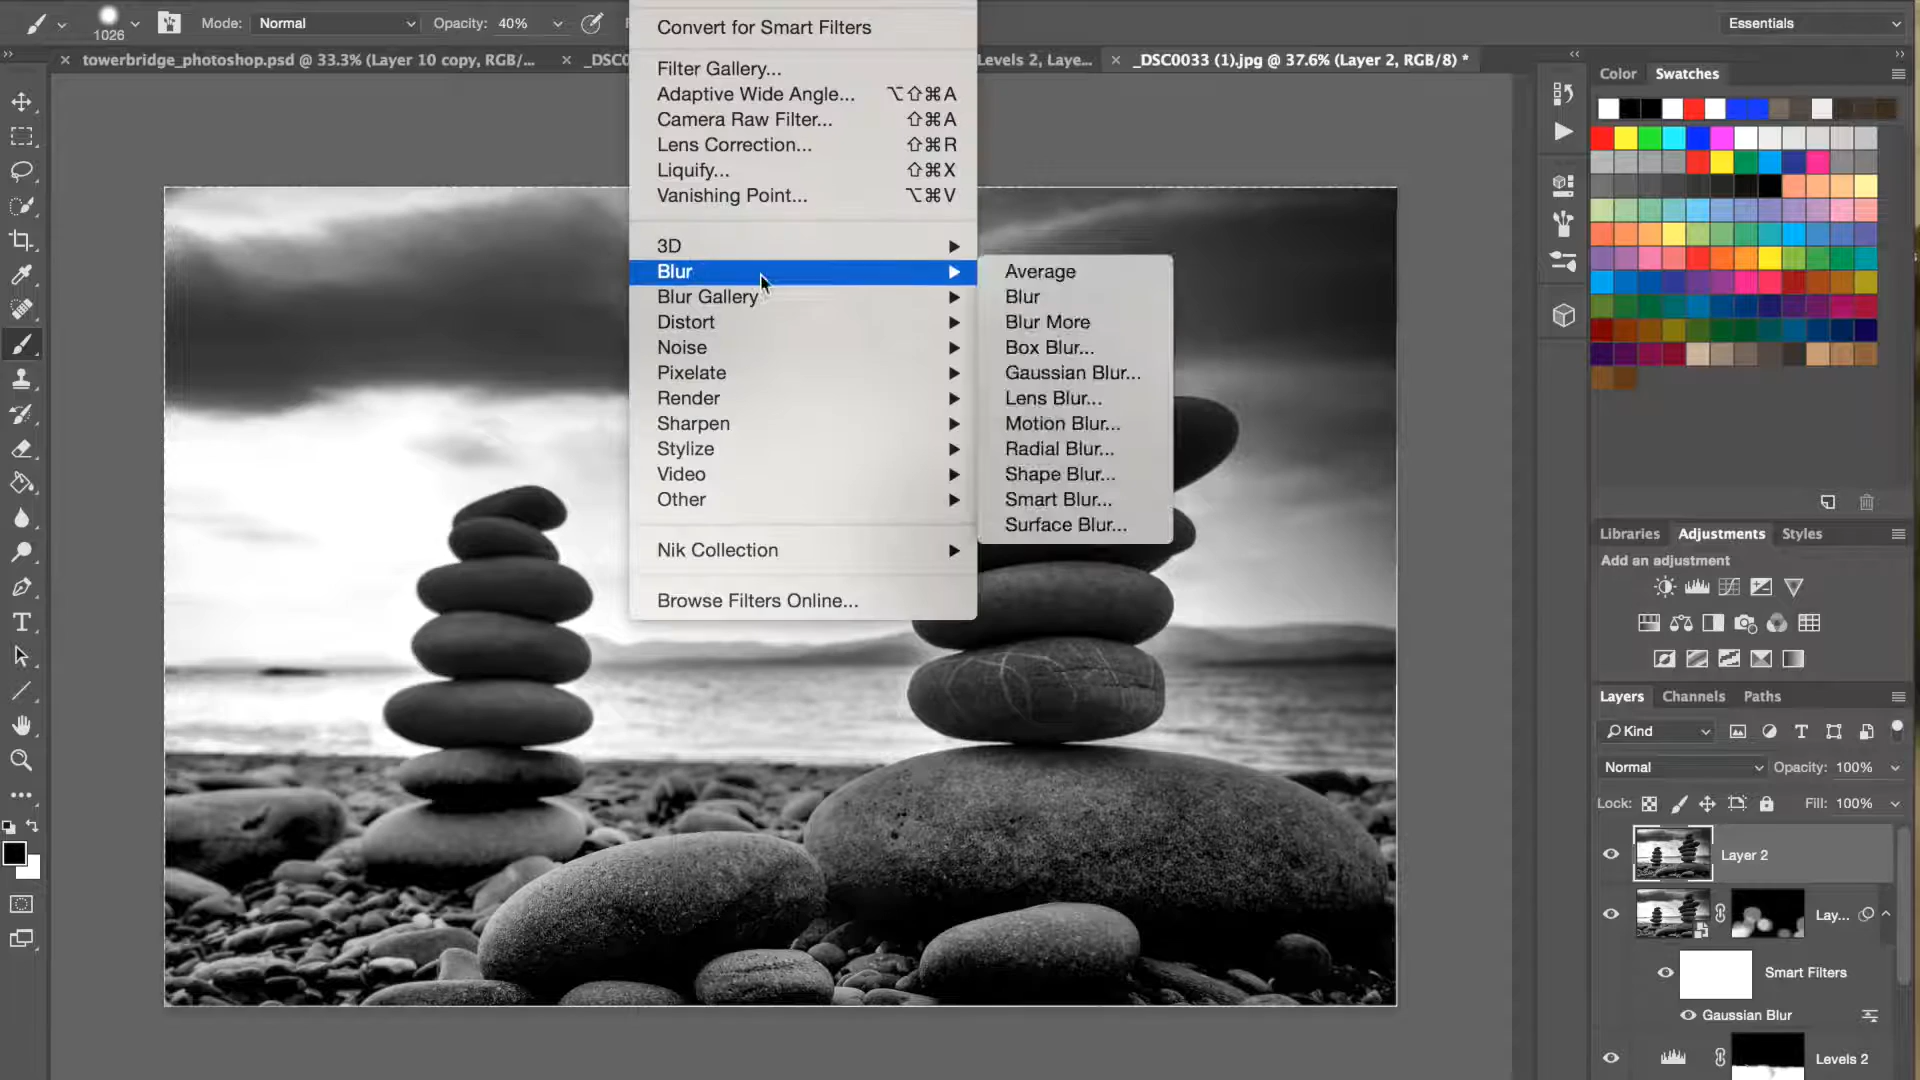 1026
Mode: Normal
Opacity: 40%
Essentials
towerbridge_photoshop.psd @ 33.3% (Layer 10 copy, RGB/...
_DSC0
Levels 2, Laye...
_DSC0033 (1).jpg @ 37.6% (Layer 2, RGB/8) *
Convert for Smart Filters
Filter Gallery...
Adaptive Wide Angle... ⌥⇧⌘A
Camera Raw Filter... ⇧⌘A
Lens Correction... ⇧⌘R
Liquify... ⇧⌘X
Vanishing Point... ⌥⌘V
3D
Blur
Blur Gallery
Distort
Noise
Pixelate
Render
Sharpen
Stylize
Video
Other
Nik Collection
Browse Filters Online...
Average
Blur
Blur More
Box Blur...
Gaussian Blur...
Lens Blur...
Motion Blur...
Radial Blur...
Shape Blur...
Smart Blur...
Surface Blur...
Color Swatches
Libraries Adjustments Styles
Add an adjustment
Layers Channels Paths
Kind
Normal Opacity: 100%
Lock: Fill: 100%
Layer 2
Lay...
Smart Filters
Gaussian Blur
Levels 2